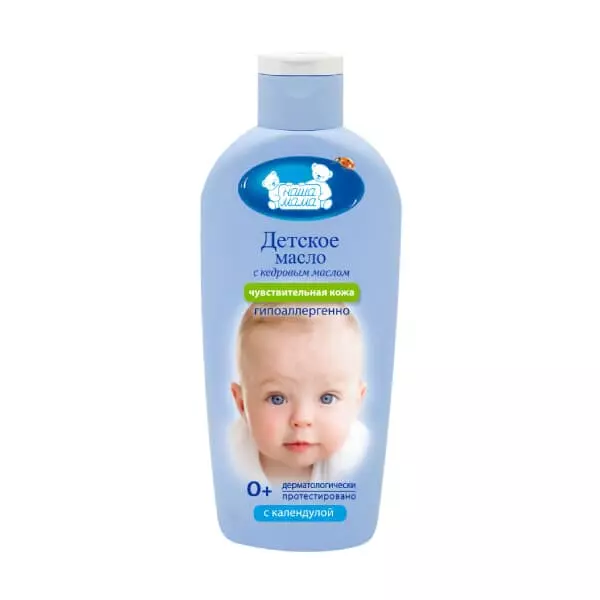 наша
мама
Детское
масло
с кедровым маслом
чувствительная кожа
гипоаллергенно
0+
дерматологически
протестировано
с календулой